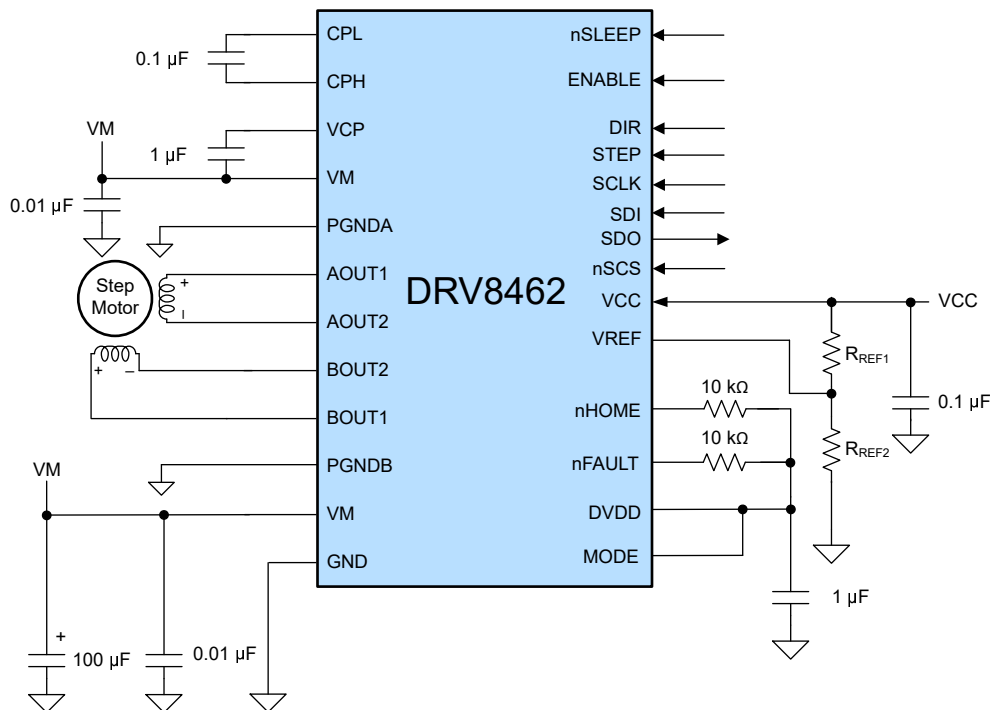 CPL
nSLEEP
0.1 µF
CPH
ENABLE
VM
VCP
DIR
1 µF
STEP
VM
SCLK
0.01 µF
SDI
PGNDA
SDO
AOUT1
nSCS
+
Step
Motor
DRV8462
VCC
VCC
–
AOUT2
VREF
RREF1
+
–
BOUT2
10 kΩ
0.1 µF
BOUT1
nHOME
10 kΩ
RREF2
VM
PGNDB
nFAULT
VM
DVDD
GND
MODE
1 µF
+
100 µF
0.01 µF